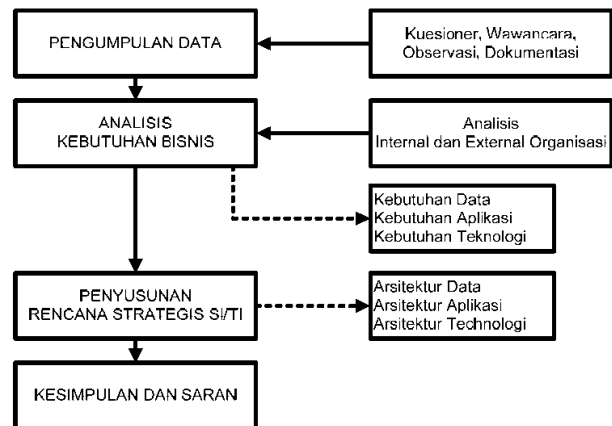 PENGUMPULAN DATA
Kuesioner, Wawancara,
Observasi, Dokumentasi
ANALISIS
KEBUTUHAN BISNIS
Analisis
Internal dan External Organisasi
Kebutuhan Data
Kebutuhan Aplikasi
Kebutuhan Teknologi
PENYUSUNAN
RENCANA STRATEGIS SI/TI
Arsitektur Data
Arsitektur Aplikasi
Arsitektur Technologi
KESIMPULAN DAN SARAN